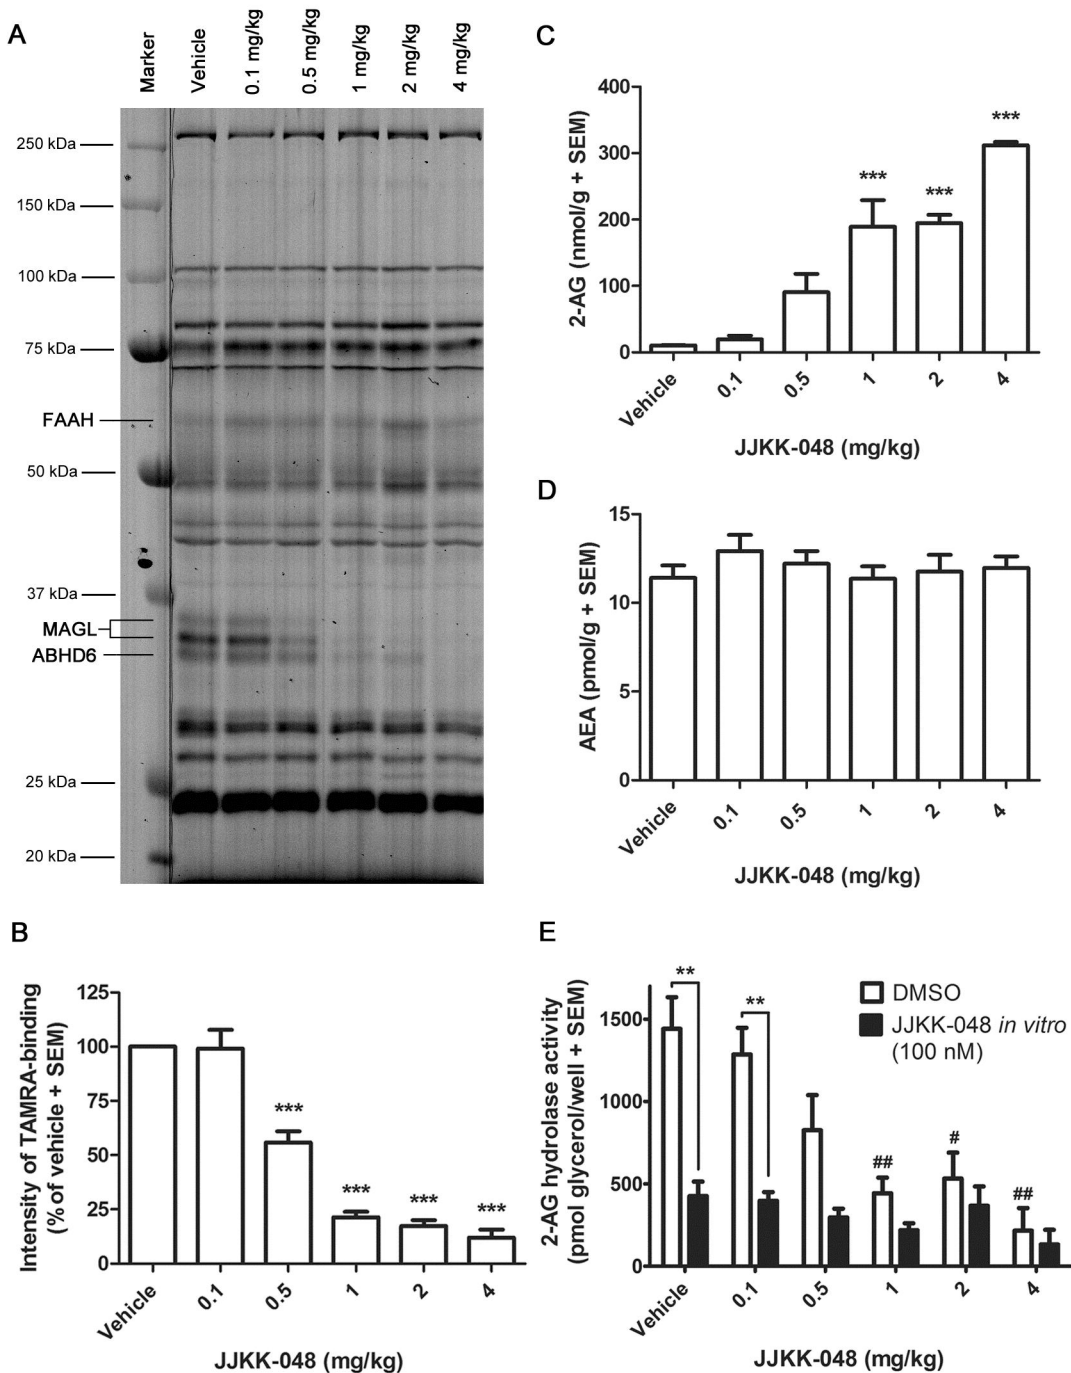 A
Marker
Vehicle
0.1 mg/kg
0.5 mg/kg
1 mg/kg
2 mg/kg
4 mg/kg
250 kDa
150 kDa
100 kDa
75 kDa
FAAH
50 kDa
37 kDa
MAGL
ABHD6
25 kDa
20 kDa
B
Intensity of TAMRA-binding
(% of vehicle + SEM)
125
100
75
50
25
0
***
***
***
***
Vehicle
0.1
0.5
1
2
4
JJKK-048 (mg/kg)
C
2-AG (nmol/g + SEM)
400
300
200
100
0
***
***
***
Vehicle
0.1
0.5
1
2
4
JJKK-048 (mg/kg)
D
AEA (pmol/g + SEM)
15
10
5
0
Vehicle
0.1
0.5
1
2
4
JJKK-048 (mg/kg)
E
2-AG hydrolase activity
(pmol glycerol/well + SEM)
1500
1000
500
0
**
**
##
#
##
DMSO
JJKK-048 in vitro
(100 nM)
Vehicle
0.1
0.5
1
2
4
JJKK-048 (mg/kg)